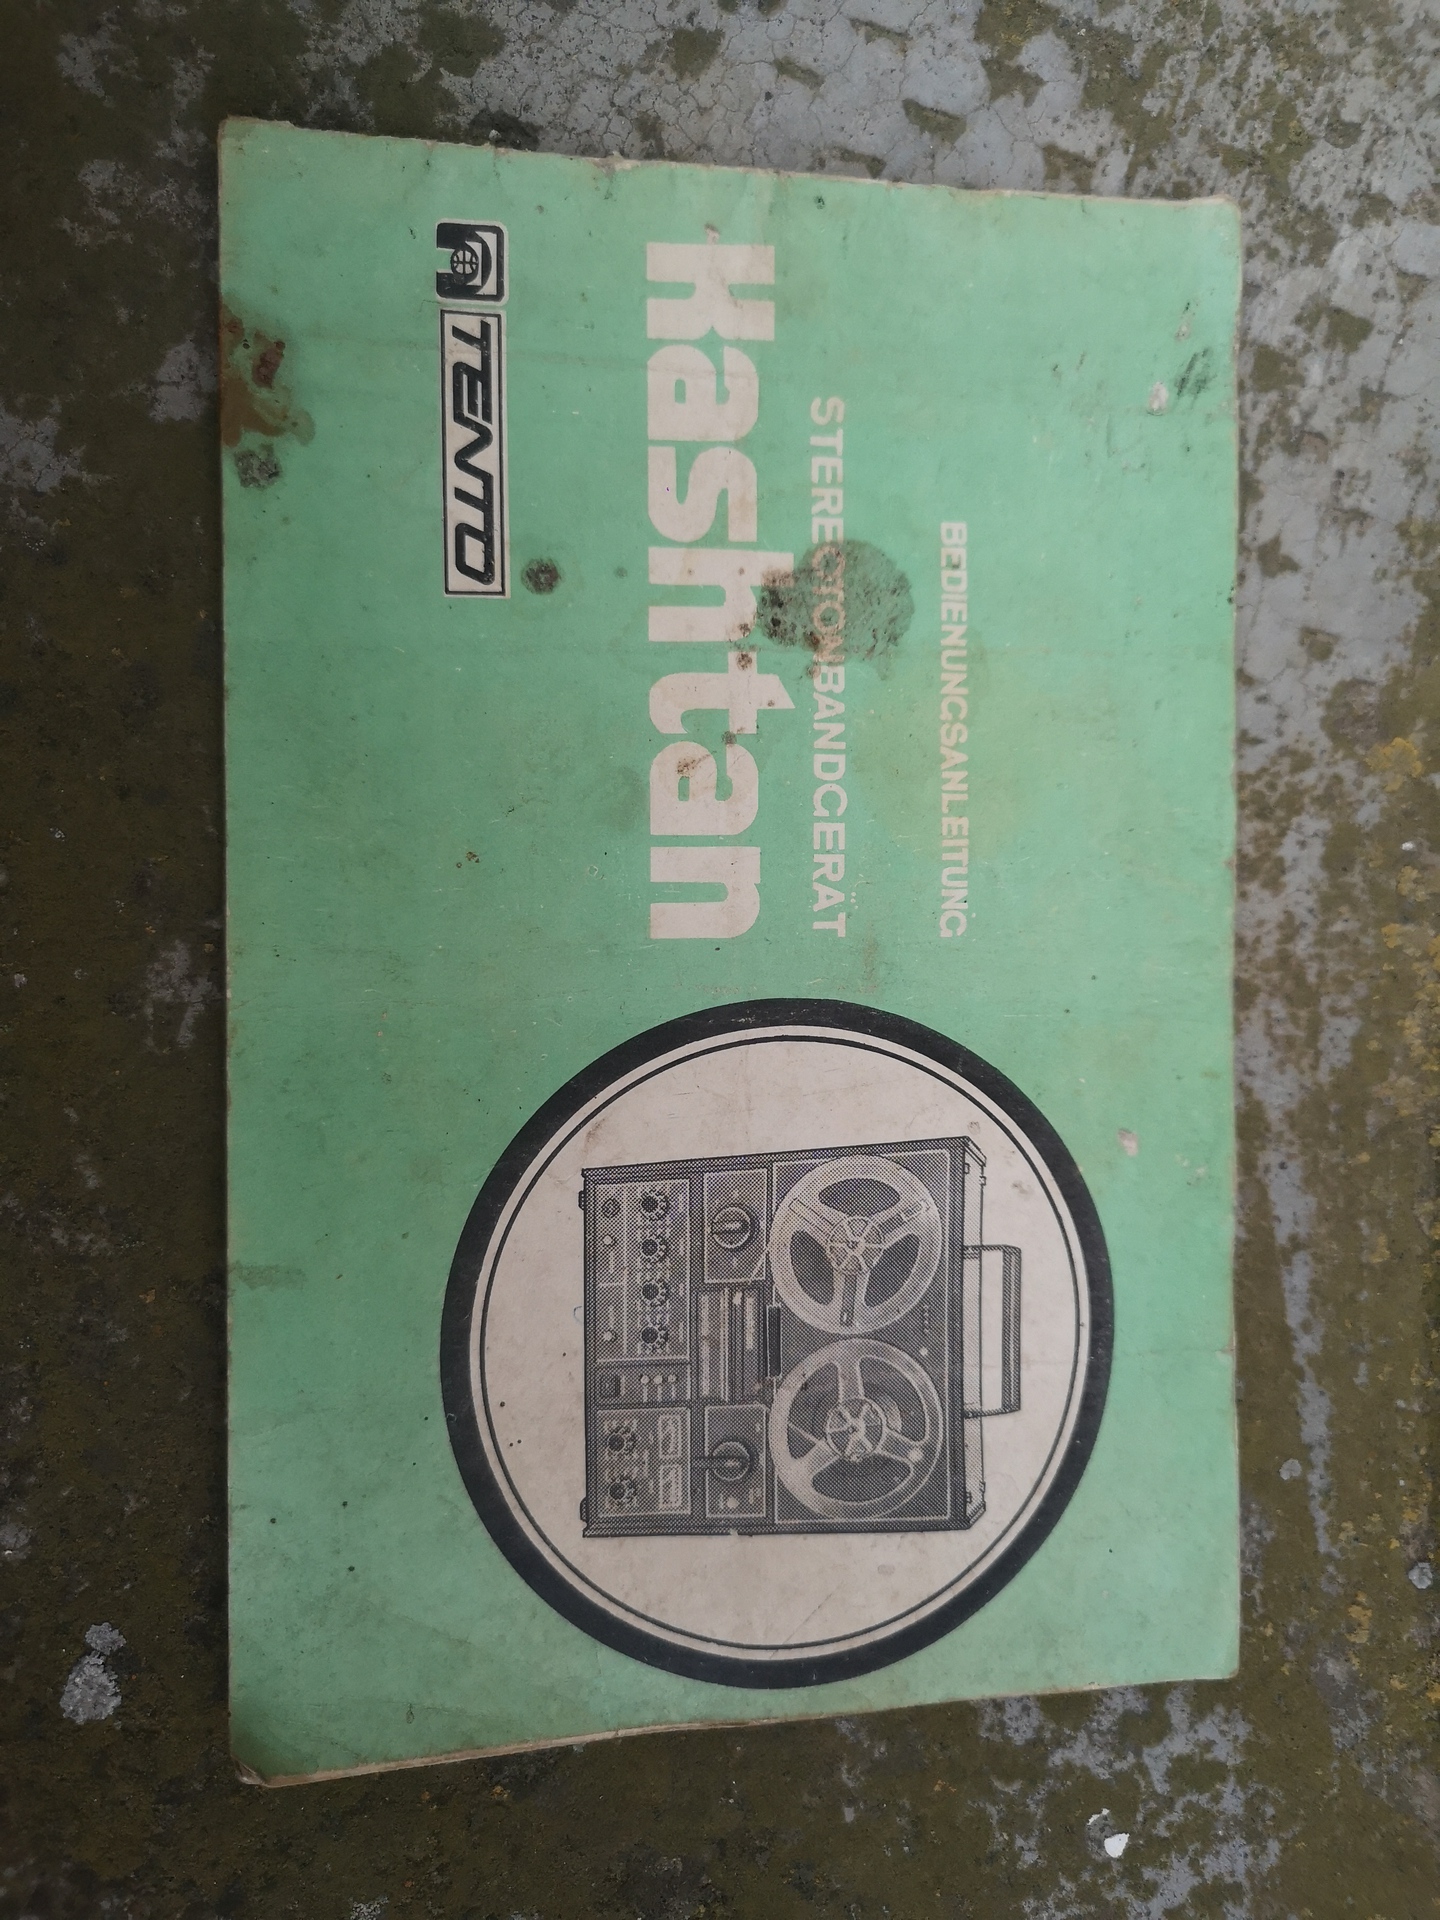 BEDIENUNGSANLEITUNG
STEREOTONBANDGERÄT
kashtan
TENTO